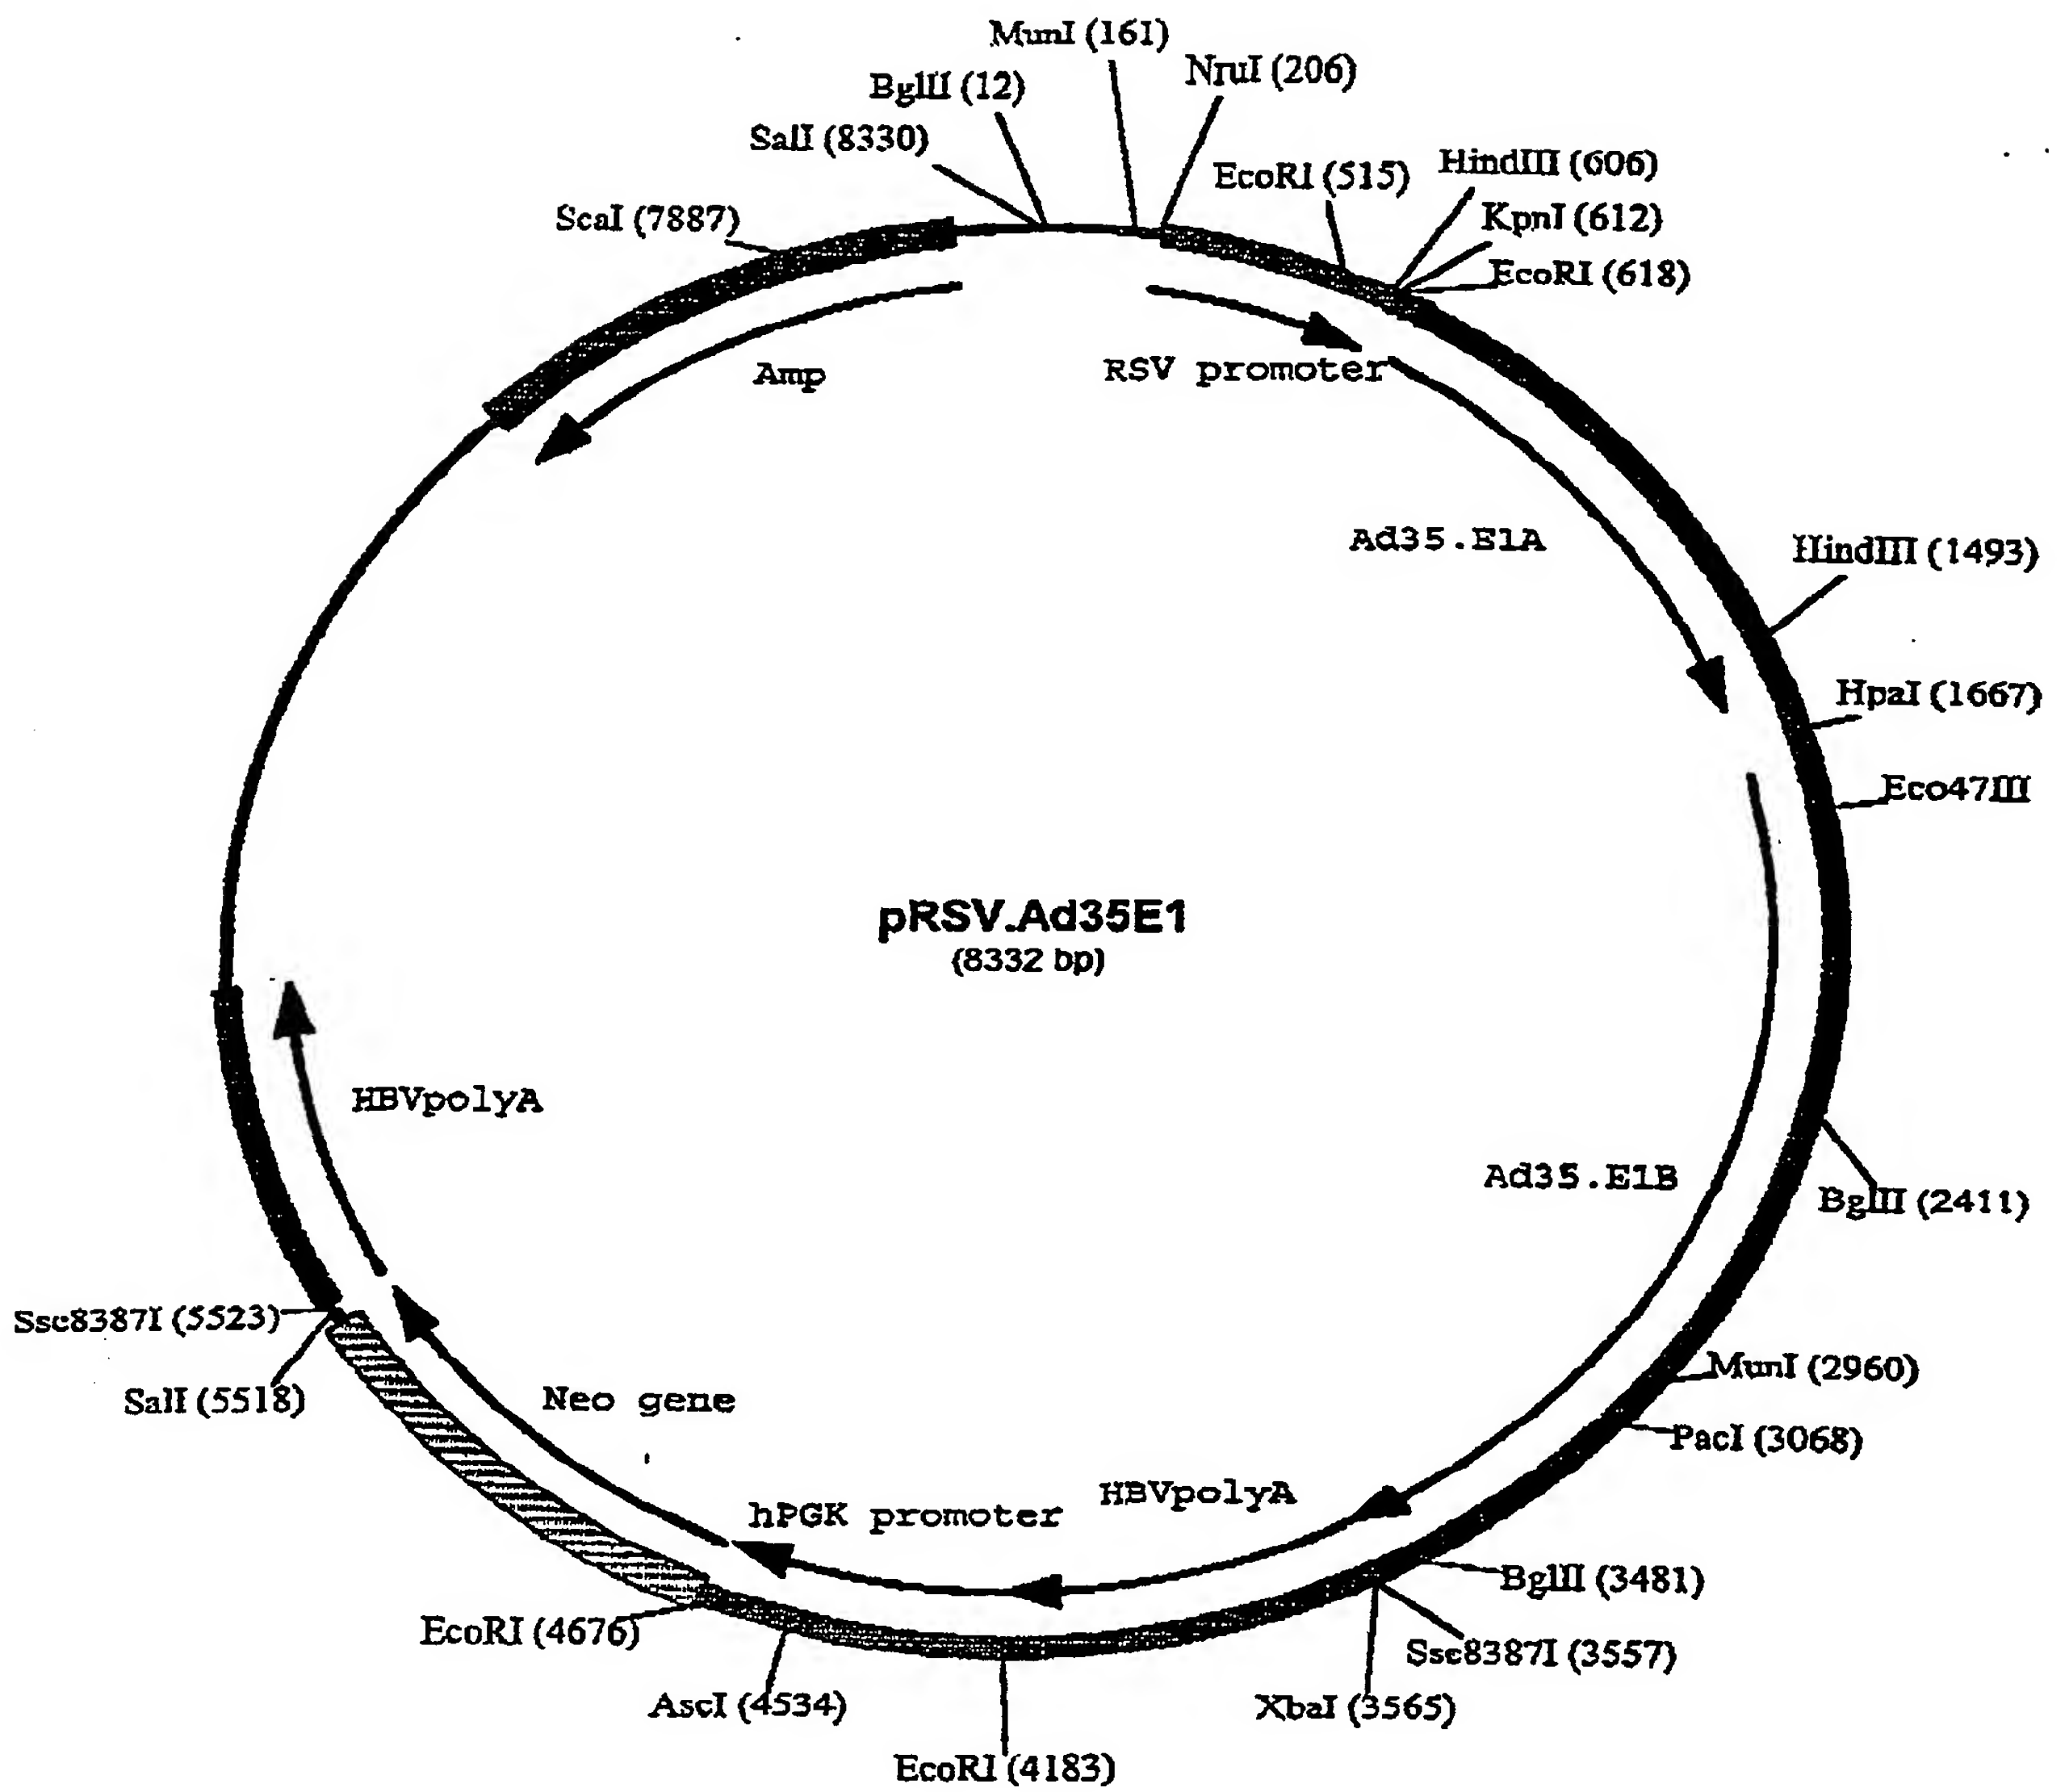 MunI (161)
NruI (206)
BglII (12)
SalI (8330)
HindIII (606)
EcoRI (515)
KpnI (612)
ScaI (7887)
EcoRI (618)
Amp
RSV promoter
Ad35.E1A
HindIII (1493)
HpaI (1667)
Eco47III
pRSV.Ad35E1
(8332 bp)
HBVpolyA
Ad35.E1B
BglII (2411)
Ssc8387I (5523)
MunI (2960)
SalI (5518)
Neo gene
PacI (3068)
HBVpolyA
hPGK promoter
BglII (3481)
EcoRI (4676)
Ssc8387I (3557)
AscI (4534)
XbaI (3565)
EcoRI (4183)